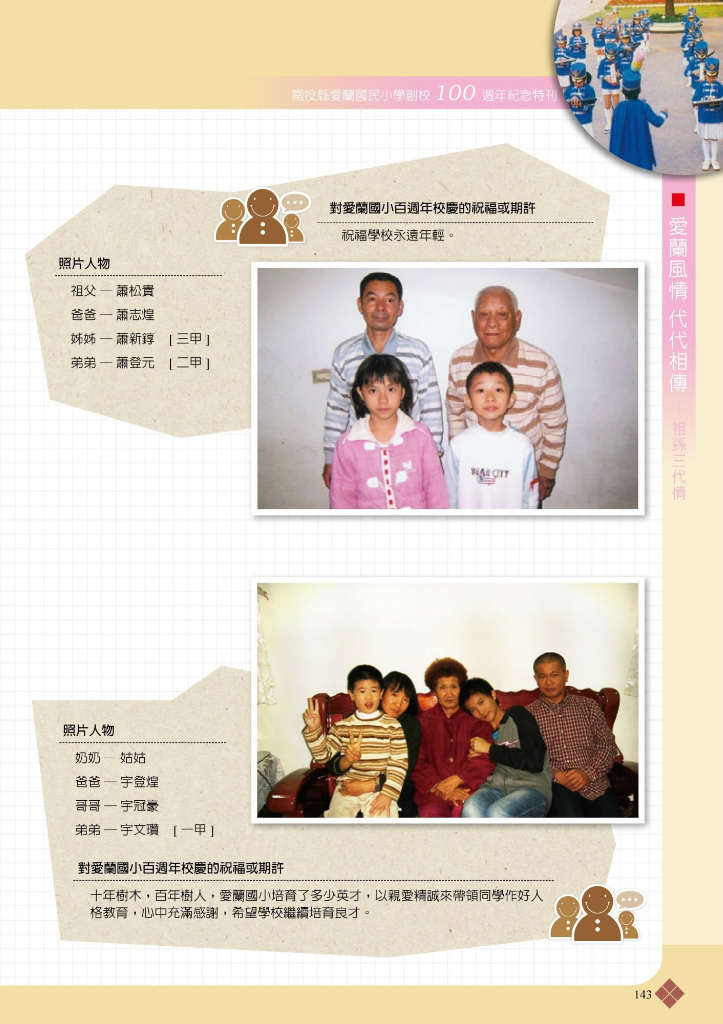 南投縣愛蘭國民小學創校 100 週年紀念特刊
愛蘭風情 代代相傳
祖孫三代情
對愛蘭國小百週年校慶的祝福或期許
祝福學校永遠年輕。
照片人物
祖父 — 蕭松貴
爸爸 — 蕭志煌
姊姊 — 蕭新錞 [ 三甲 ]
弟弟 — 蕭登元 [ 二甲 ]
WEAR CITY
照片人物
奶奶 — 姑姑
爸爸 — 宇登煌
哥哥 — 宇冠豪
弟弟 — 宇文瓚 [ 一甲 ]
對愛蘭國小百週年校慶的祝福或期許
十年樹木，百年樹人，愛蘭國小培育了多少英才，以親愛精誠來帶領同學作好人
格教育，心中充滿感謝，希望學校繼續培育良才。
143